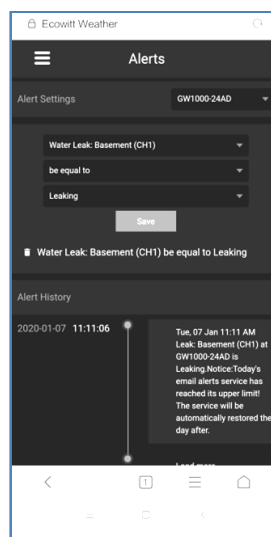 Ecowitt Weather
Alerts
Alert Settings
GW1000-24AD
Water Leak: Basement (CH1)
be equal to
Leaking
Save
Water Leak: Basement (CH1) be equal to Leaking
Alert History
2020-01-07 11:11:06
Tue, 07 Jan 11:11 AM
Leak: Basement (CH1) at
GW1000-24AD is
Leaking.Notice:Today's
email alerts service has
reached its upper limit!
The service will be
automatically restored the
day after.
Load more
1